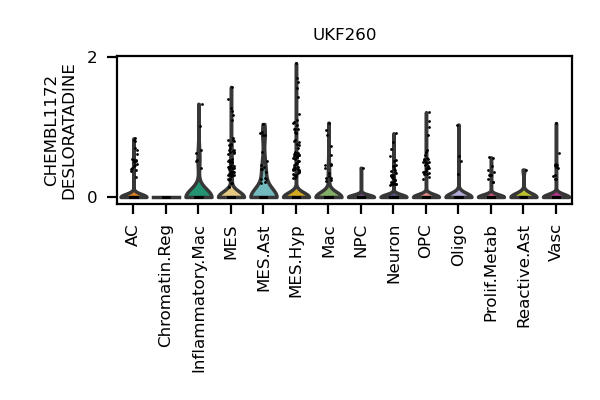 UKF260
CHEMBL1172
DESLORATADINE
2
0
AC
Chromatin.Reg
Inflammatory.Mac
MES
MES.Ast
MES.Hyp
Mac
NPC
Neuron
OPC
Oligo
Prolif.Metab
Reactive.Ast
Vasc